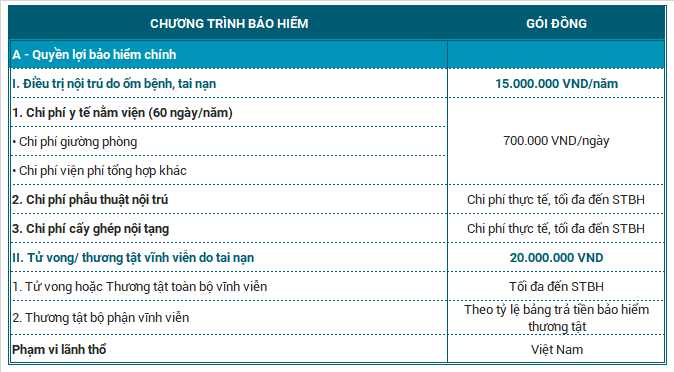 CHƯƠNG TRÌNH BẢO HIỂM
GÓI ĐỒNG
A - Quyền lợi bảo hiểm chính
I. Điều trị nội trú do ốm bệnh, tai nạn
15.000.000 VND/năm
1. Chi phí y tế nằm viện (60 ngày/năm)
700.000 VND/ngày
• Chi phí giường phòng
• Chi phí viện phí tổng hợp khác
2. Chi phí phẫu thuật nội trú
Chi phí thực tế, tối đa đến STBH
3. Chi phí cấy ghép nội tạng
Chi phí thực tế, tối đa đến STBH
II. Tử vong/ thương tật vĩnh viễn do tai nạn
20.000.000 VND
1. Tử vong hoặc Thương tật toàn bộ vĩnh viễn
Tối đa đến STBH
2. Thương tật bộ phận vĩnh viễn
Theo tỷ lệ bảng trả tiền bảo hiểm
thương tật
Phạm vi lãnh thổ
Việt Nam